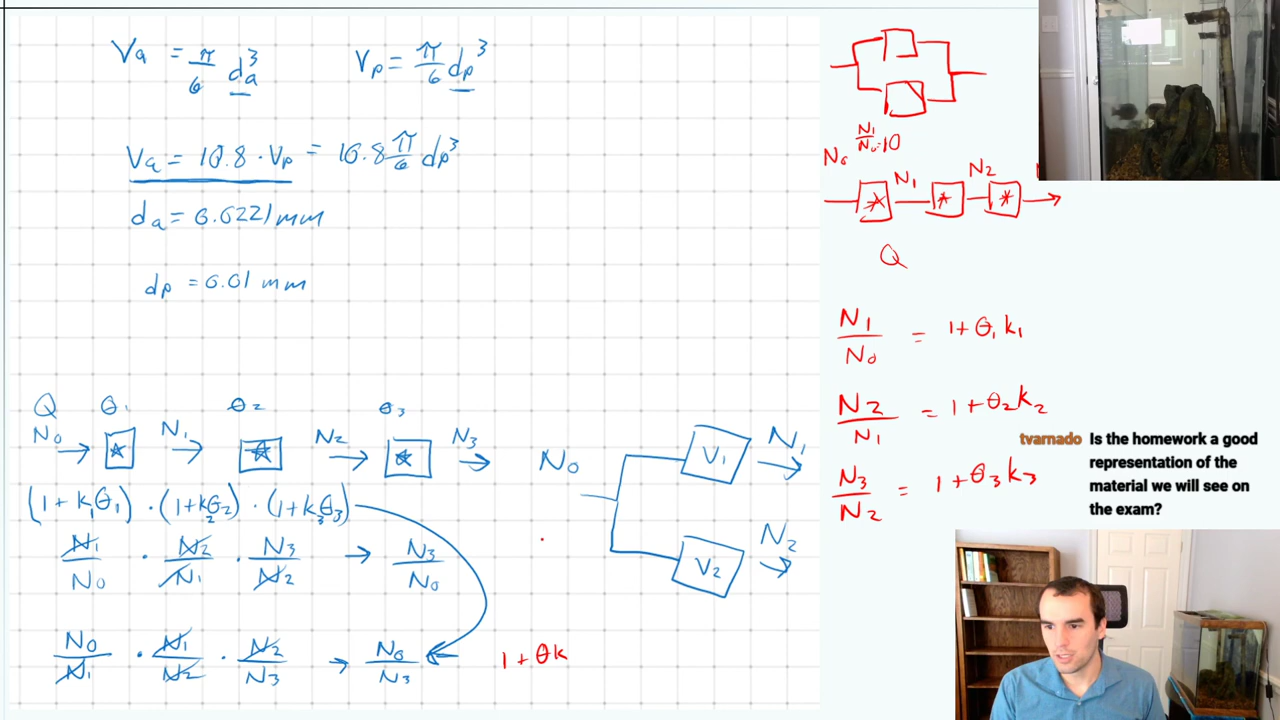 Va = π/6 da³
Vp = π/6 dp³
Va = 10.8 · Vp = 10.8 π/6 dp³
da = 0.0221 mm
dp = 0.01 mm
Q θ1 θ2 θ3
N0 → * N1 → * N2 → * N3 →
(1 + k1θ1) · (1 + k2θ2) · (1 + k3θ3)
N1/N0 · N2/N1 · N3/N2 → N3/N0
N0/N1 · N1/N2 · N2/N3 → N0/N3
1 + θk
N0 V1 N1
V2 N2
N1/N0 = 10
N0 * N1 * N2 *
Q
N1/N0 = 1 + θ1 k1
N2/N1 = 1 + θ2 k2
N3/N2 = 1 + θ3 k3
tvarnado Is the homework a good
representation of the
material we will see on
the exam?